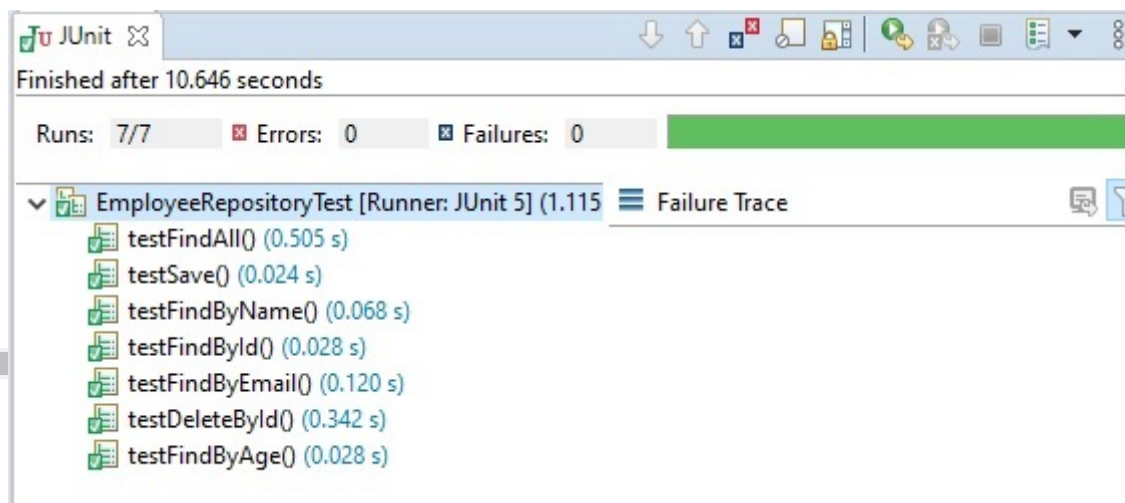 JUnit
Finished after 10.646 seconds
Runs: 7/7 Errors: 0 Failures: 0
EmployeeRepositoryTest [Runner: JUnit 5] (1.115 Failure Trace
testFindAll() (0.505 s)
testSave() (0.024 s)
testFindByName() (0.068 s)
testFindById() (0.028 s)
testFindByEmail() (0.120 s)
testDeleteById() (0.342 s)
testFindByAge() (0.028 s)